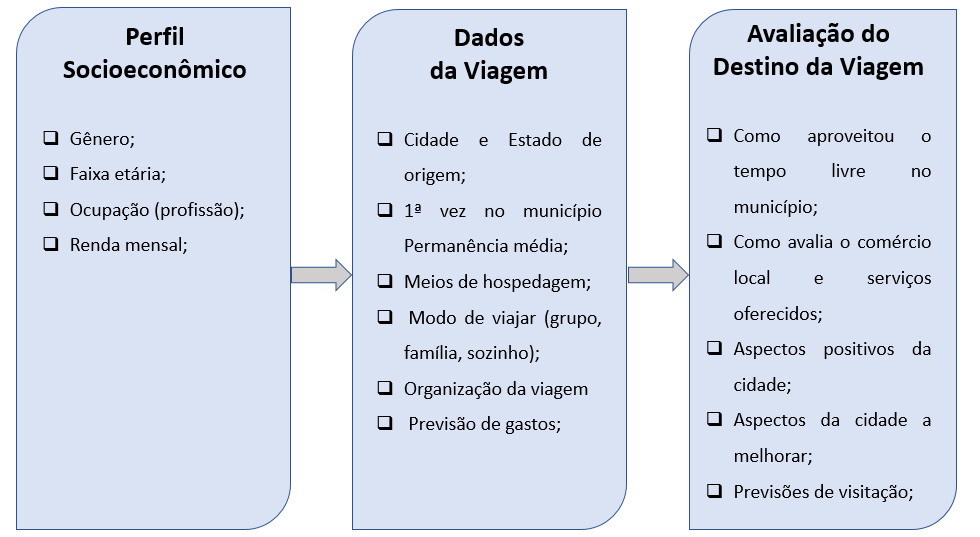 Perfil
Socioeconômico
Gênero;
Faixa etária;
Ocupação (profissão);
Renda mensal;
Dados
da Viagem
Cidade e Estado de
origem;
1ª vez no município
Permanência média;
Meios de hospedagem;
Modo de viajar (grupo,
família, sozinho);
Organização da viagem
Previsão de gastos;
Avaliação do
Destino da Viagem
Como aproveitou o
tempo livre no
município;
Como avalia o comércio
local e serviços
oferecidos;
Aspectos positivos da
cidade;
Aspectos da cidade a
melhorar;
Previsões de visitação;